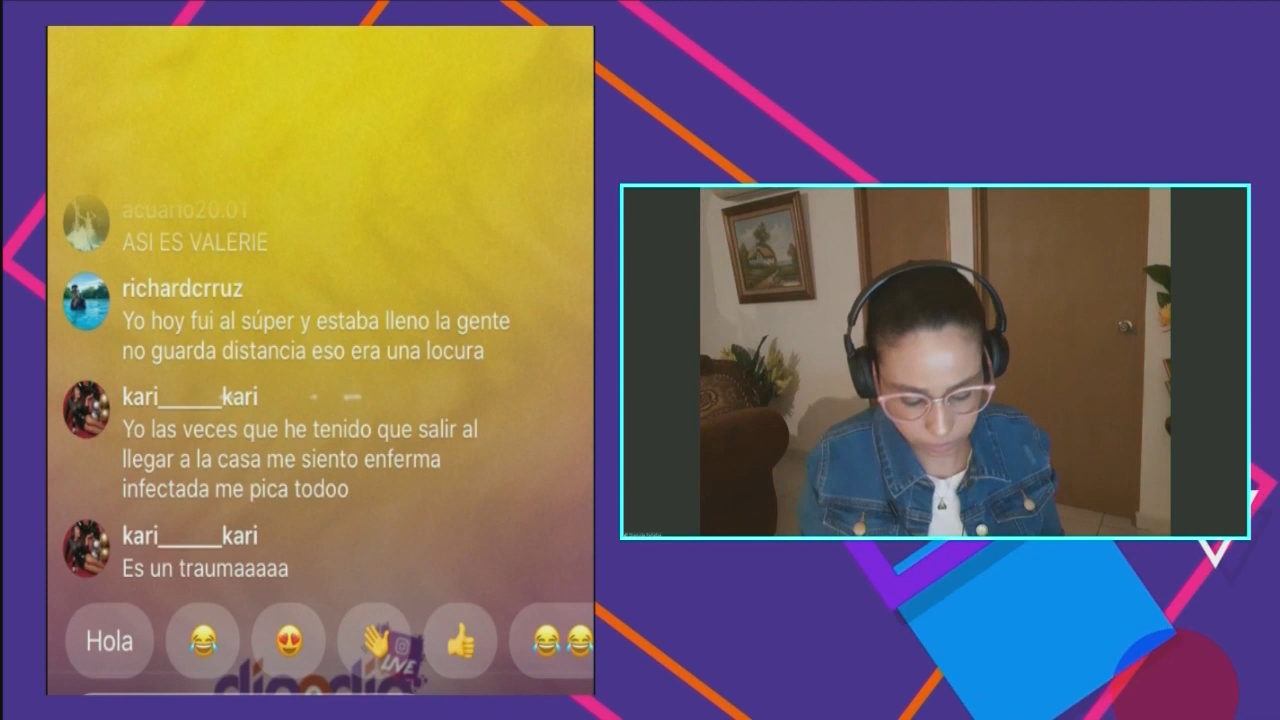 acuario20.01
ASI ES VALERIE
richardcrruz
Yo hoy fui al súper y estaba lleno la gente
no guarda distancia eso era una locura
kari______kari
Yo las veces que he tenido que salir al
llegar a la casa me siento enferma
infectada me pica todoo
kari______kari
Es un traumaaaaa
Hola
LIVE